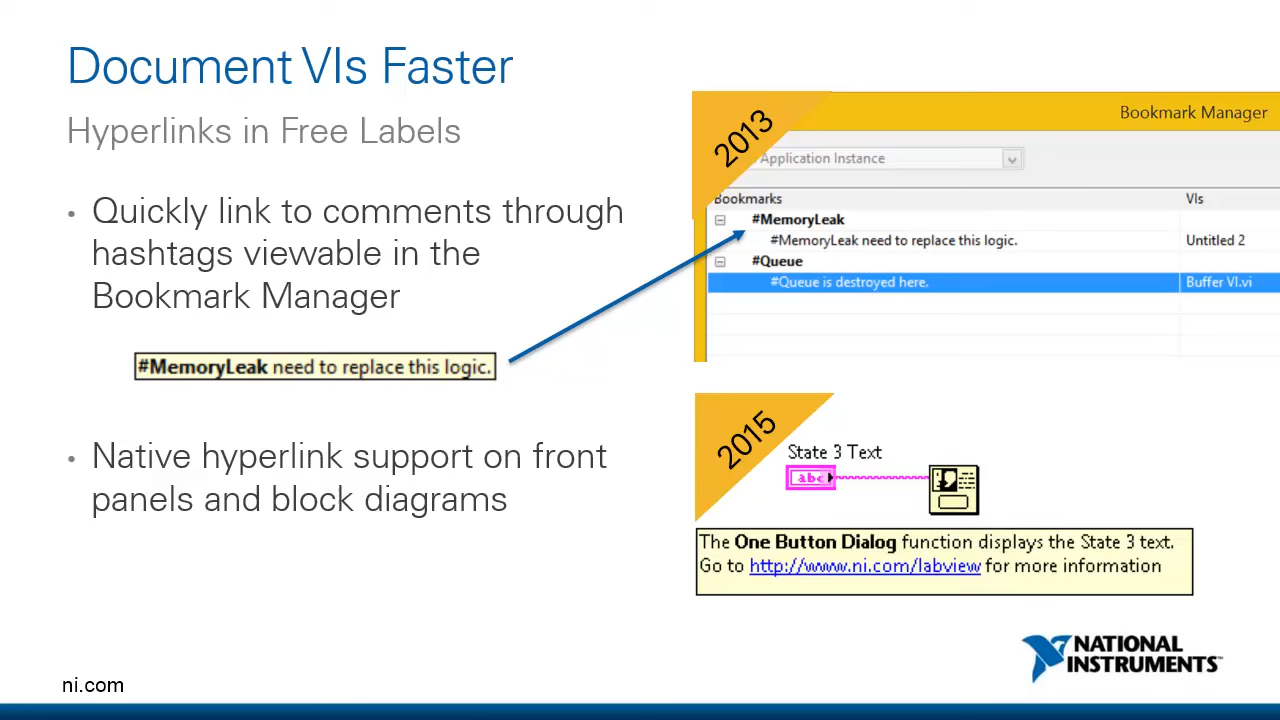 Document VIs Faster
Hyperlinks in Free Labels
• Quickly link to comments through
hashtags viewable in the
Bookmark Manager
#MemoryLeak need to replace this logic.
• Native hyperlink support on front
panels and block diagrams
2013
Bookmark Manager
Application Instance
Bookmarks VIs
#MemoryLeak
#MemoryLeak need to replace this logic. Untitled 2
#Queue
#Queue is destroyed here. Buffer VI.vi
2015
State 3 Text
abc
The One Button Dialog function displays the State 3 text.
Go to http://www.ni.com/labview for more information
NATIONAL
INSTRUMENTS™
ni.com